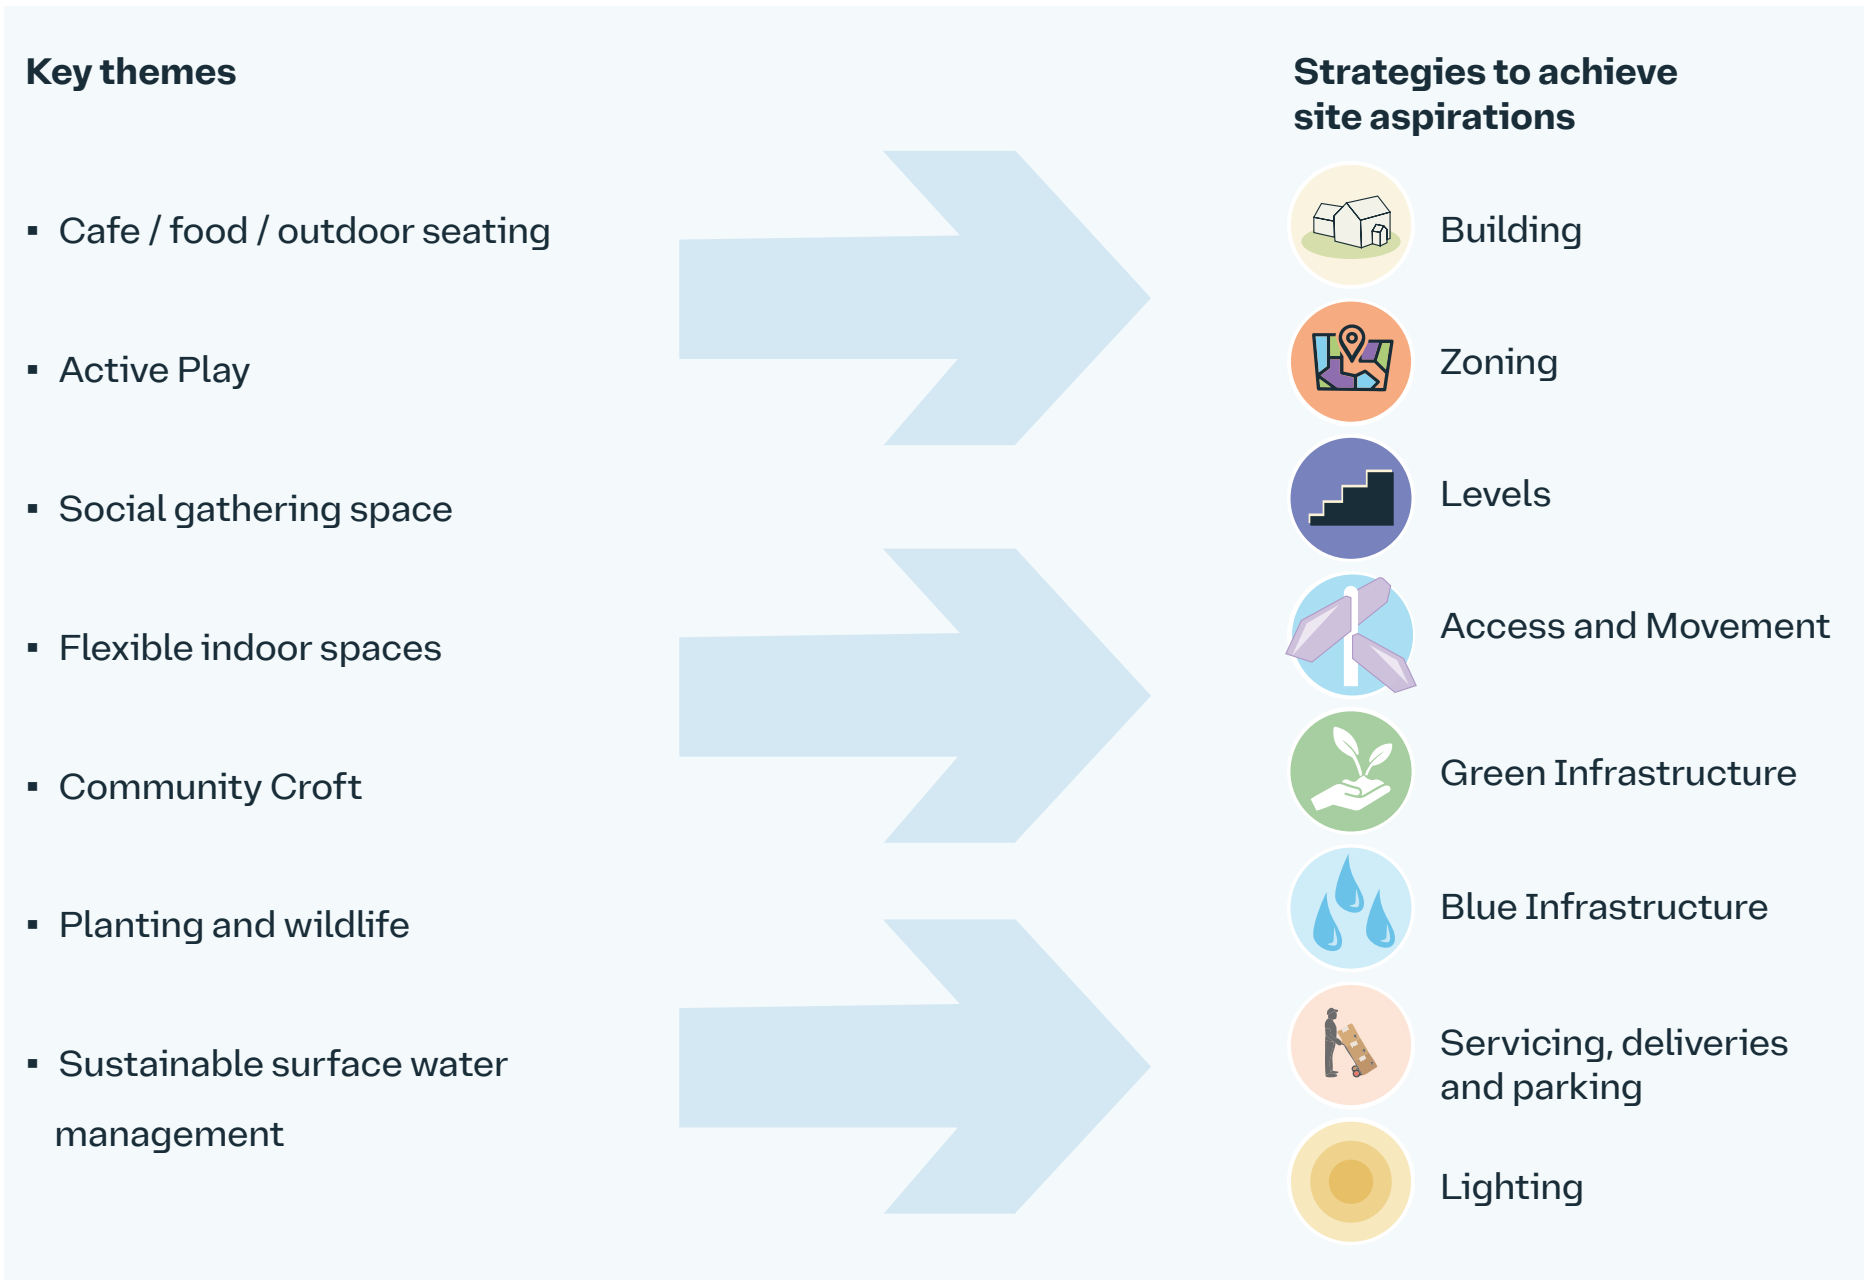 Key themes
▪ Cafe / food / outdoor seating
▪ Active Play
▪ Social gathering space
▪ Flexible indoor spaces
▪ Community Croft
▪ Planting and wildlife
▪ Sustainable surface water
management
Strategies to achieve
site aspirations
Building
Zoning
Levels
Access and Movement
Green Infrastructure
Blue Infrastructure
Servicing, deliveries
and parking
Lighting